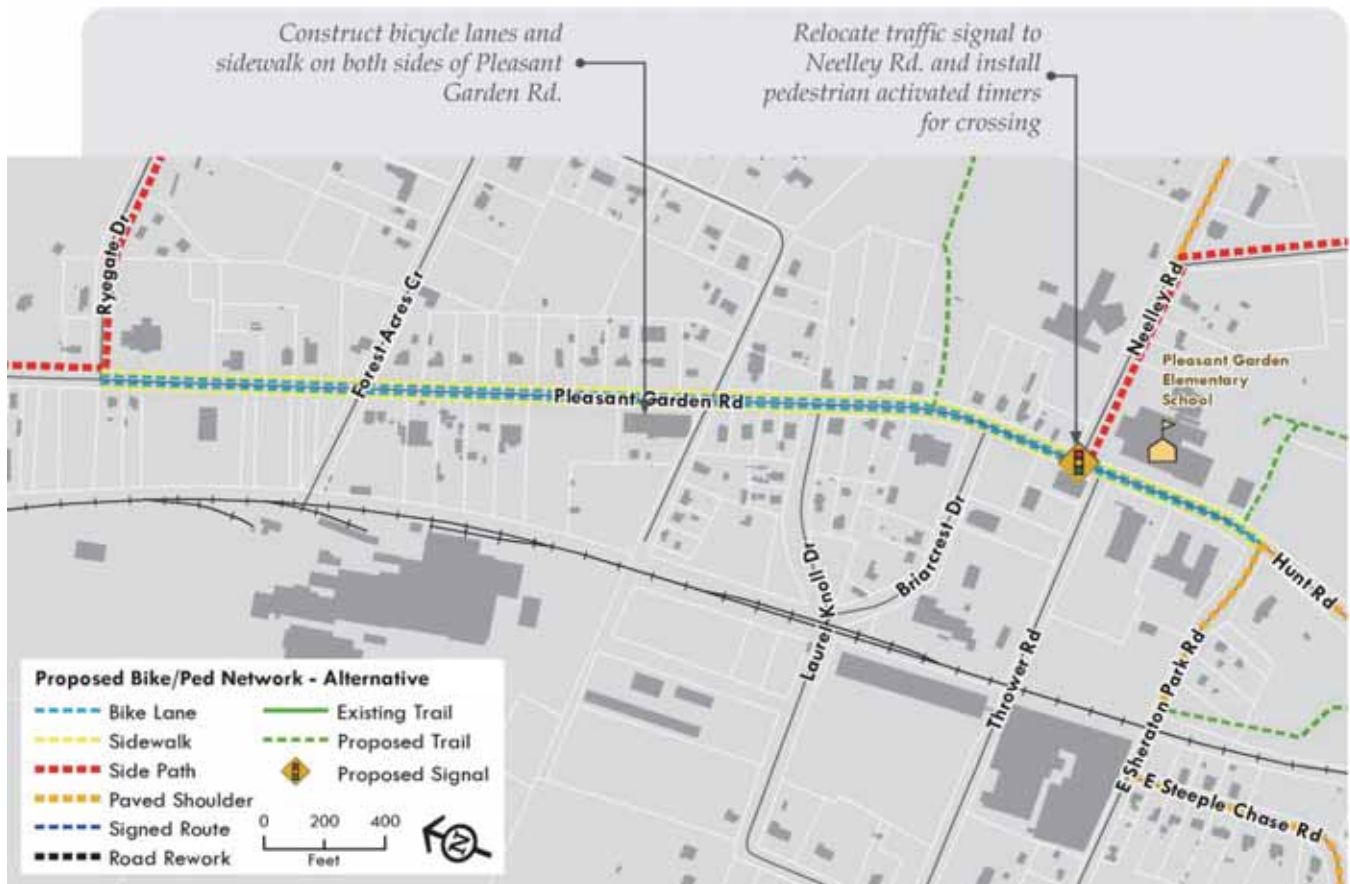 Construct bicycle lanes and
sidewalk on both sides of Pleasant
Garden Rd.
Relocate traffic signal to
Neelley Rd. and install
pedestrian activated timers
for crossing
Ryegate Dr
Forest Acres Cr
Pleasant Garden Rd
Neelley Rd
Pleasant Garden
Elementary
School
Laurel Knoll Dr
Briarcrest Dr
Thrower Rd
E Sheraton Park Rd
Hunt Rd
E Steeple Chase Rd
Proposed Bike/Ped Network - Alternative
Bike Lane
Sidewalk
Side Path
Paved Shoulder
Signed Route
Road Rework
Existing Trail
Proposed Trail
Proposed Signal
0 200 400
Feet
N